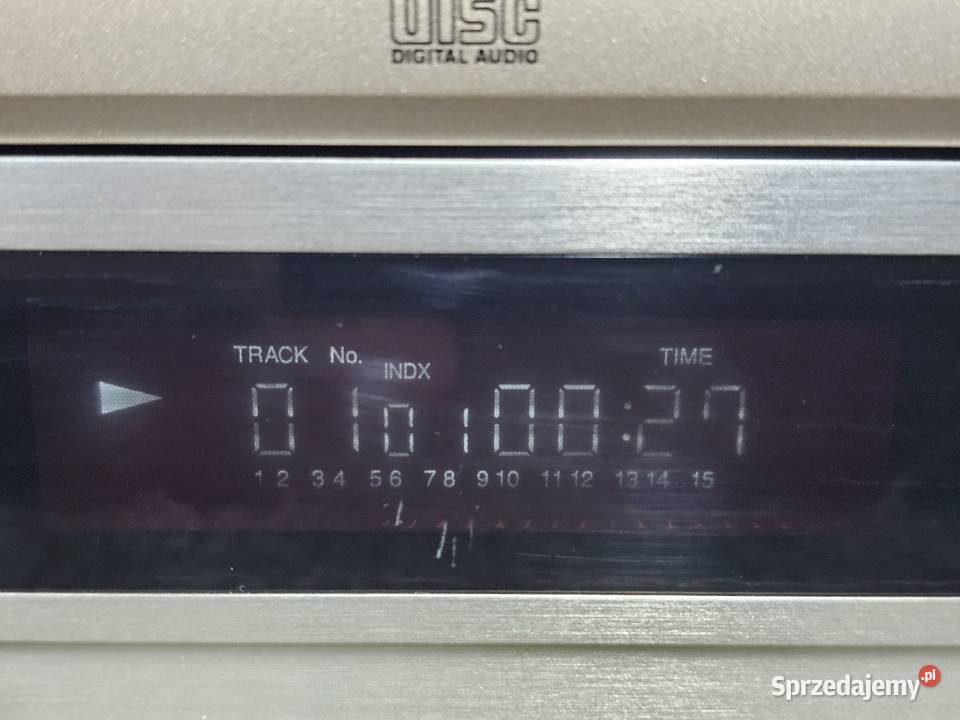 disc
DIGITAL AUDIO
TRACK No. INDX TIME
01 01 00:27
1 2 3 4 5 6 7 8 9 10 11 12 13 14 15
Sprzedajemy.pl